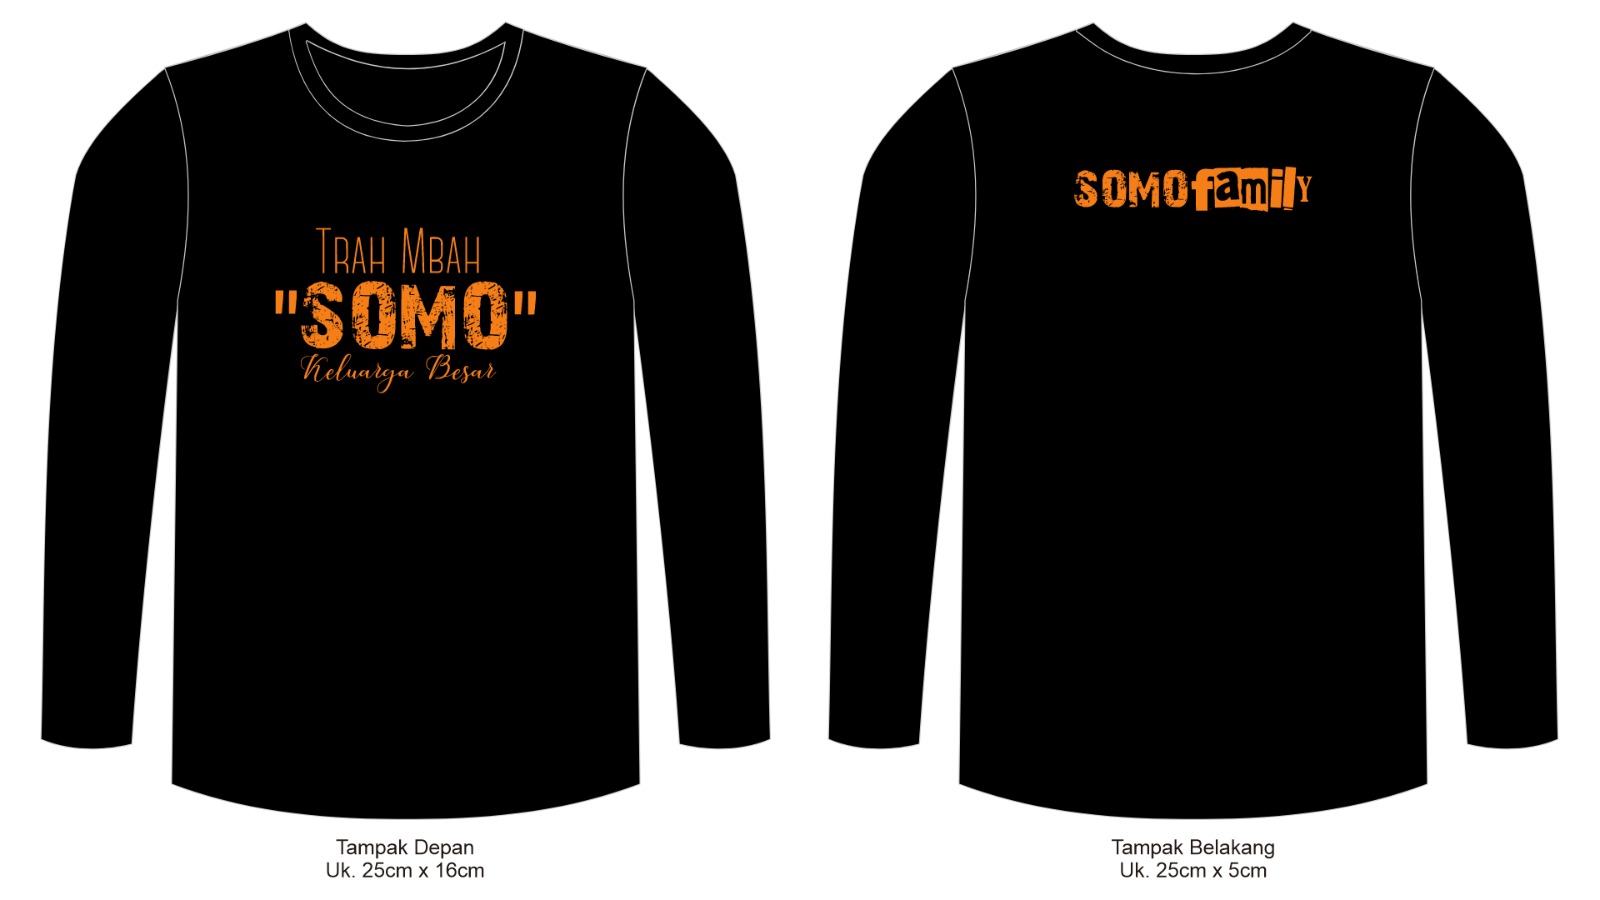 Trah Mbah
"SOMO"
Keluarga Besar
SOMO family
Tampak Depan
Uk. 25cm x 16cm
Tampak Belakang
Uk. 25cm x 5cm